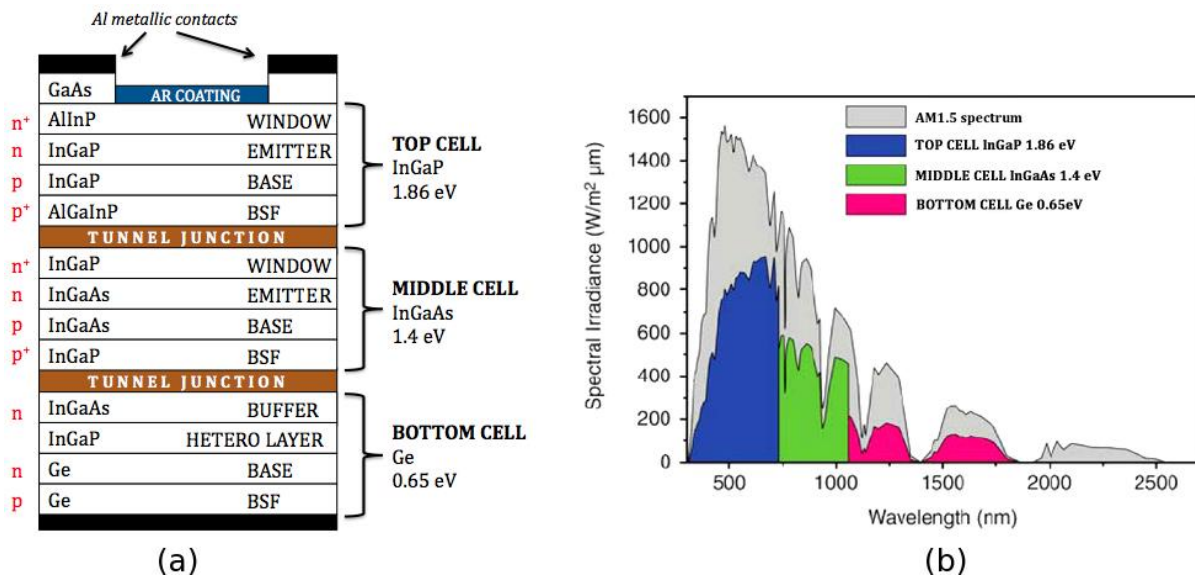 Al metallic contacts
GaAs
AR COATING
n+ AlInP WINDOW
n InGaP EMITTER
p InGaP BASE
p+ AlGaInP BSF
TOP CELL
InGaP
1.86 eV
TUNNEL JUNCTION
n+ InGaP WINDOW
n InGaAs EMITTER
p InGaAs BASE
p+ InGaP BSF
MIDDLE CELL
InGaAs
1.4 eV
TUNNEL JUNCTION
n InGaAs BUFFER
InGaP HETERO LAYER
n Ge BASE
p Ge BSF
BOTTOM CELL
Ge
0.65 eV
(a)
Spectral Irradiance (W/m² µm)
1600
1400
1200
1000
800
600
400
200
0
AM1.5 spectrum
TOP CELL InGaP 1.86 eV
MIDDLE CELL InGaAs 1.4 eV
BOTTOM CELL Ge 0.65eV
500 1000 1500 2000 2500
Wavelength (nm)
(b)